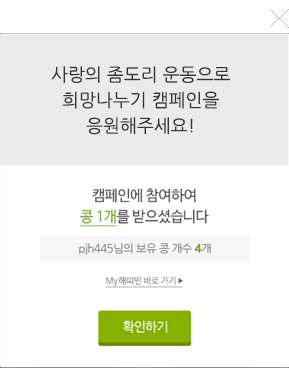 사랑의 좀도리 운동으로
희망나누기 캠페인을
응원해주세요!
캠페인에 참여하여
콩 1개를 받으셨습니다
pjh445님의 보유 콩 개수 4개
My해피빈 바로 가기 ▶
확인하기